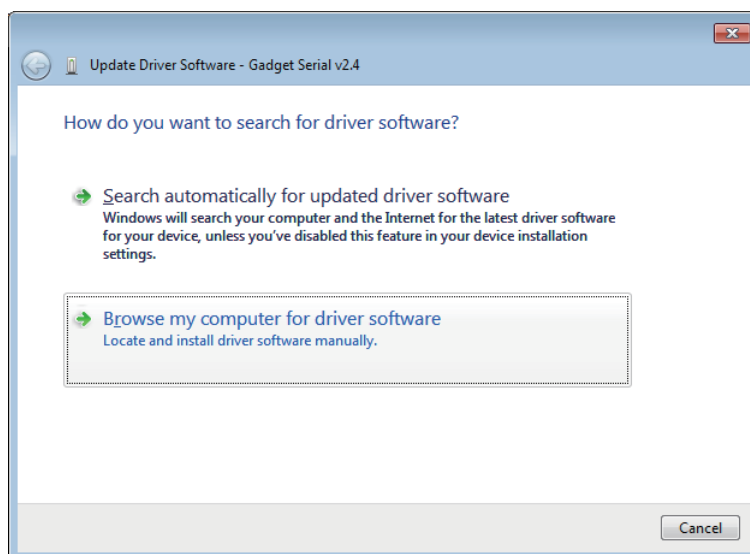 Update Driver Software - Gadget Serial v2.4
How do you want to search for driver software?
Search automatically for updated driver software
Windows will search your computer and the Internet for the latest driver software
for your device, unless you've disabled this feature in your device installation
settings.
Browse my computer for driver software
Locate and install driver software manually.
Cancel